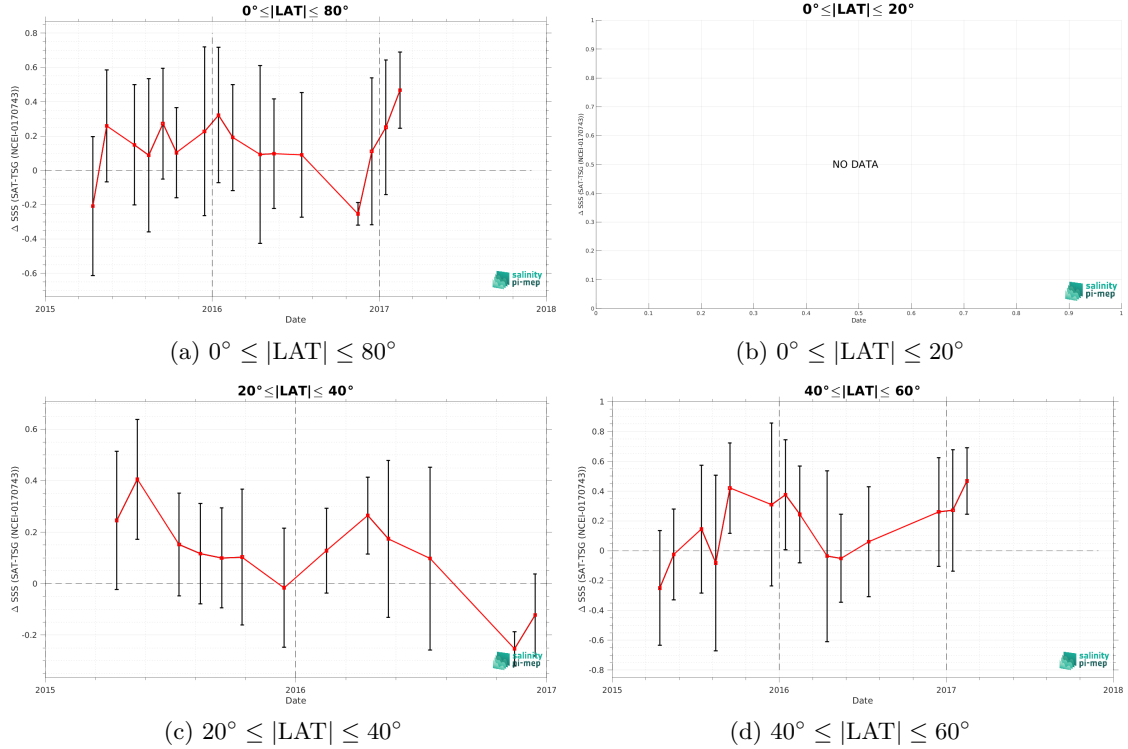 0°≤|LAT|≤ 80°
0.8
0.6
0.4
0.2
0
-0.2
-0.4
-0.6
Δ SSS (SAT-TSG (NCEI-0170743))
2015
2016
2017
2018
Date
salinity
pi-mep
(a) 0° ≤ |LAT| ≤ 80°
0°≤|LAT|≤ 20°
1
0.9
0.8
0.7
0.6
0.5
0.4
0.3
0.2
0.1
0
Δ SSS (SAT-TSG (NCEI-0170743))
NO DATA
0
0.1
0.2
0.3
0.4
0.5
0.6
0.7
0.8
0.9
1
Date
salinity
pi-mep
(b) 0° ≤ |LAT| ≤ 20°
20°≤|LAT|≤ 40°
0.6
0.4
0.2
0
-0.2
Δ SSS (SAT-TSG (NCEI-0170743))
2015
2016
2017
Date
salinity
pi-mep
(c) 20° ≤ |LAT| ≤ 40°
40°≤|LAT|≤ 60°
1
0.8
0.6
0.4
0.2
0
-0.2
-0.4
-0.6
-0.8
Δ SSS (SAT-TSG (NCEI-0170743))
2015
2016
2017
2018
Date
salinity
pi-mep
(d) 40° ≤ |LAT| ≤ 60°